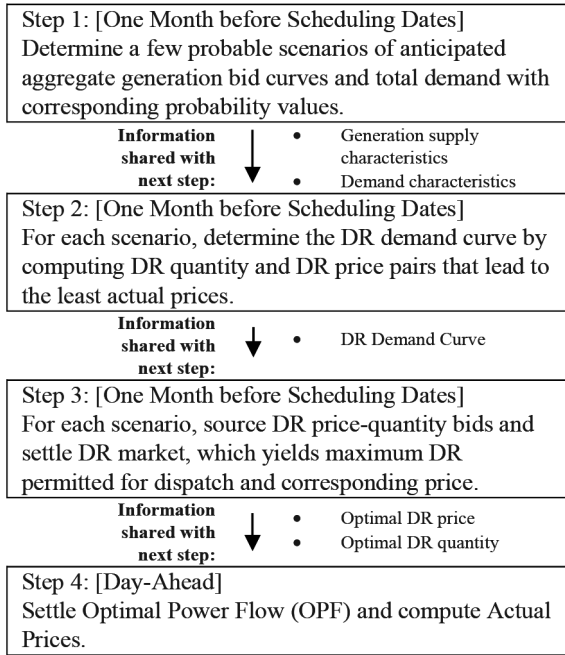 Step 1: [One Month before Scheduling Dates]
Determine a few probable scenarios of anticipated
aggregate generation bid curves and total demand with
corresponding probability values.
Information
shared with
next step:
• Generation supply
characteristics
• Demand characteristics
Step 2: [One Month before Scheduling Dates]
For each scenario, determine the DR demand curve by
computing DR quantity and DR price pairs that lead to
the least actual prices.
Information
shared with
next step:
• DR Demand Curve
Step 3: [One Month before Scheduling Dates]
For each scenario, source DR price-quantity bids and
settle DR market, which yields maximum DR
permitted for dispatch and corresponding price.
Information
shared with
next step:
• Optimal DR price
• Optimal DR quantity
Step 4: [Day-Ahead]
Settle Optimal Power Flow (OPF) and compute Actual
Prices.